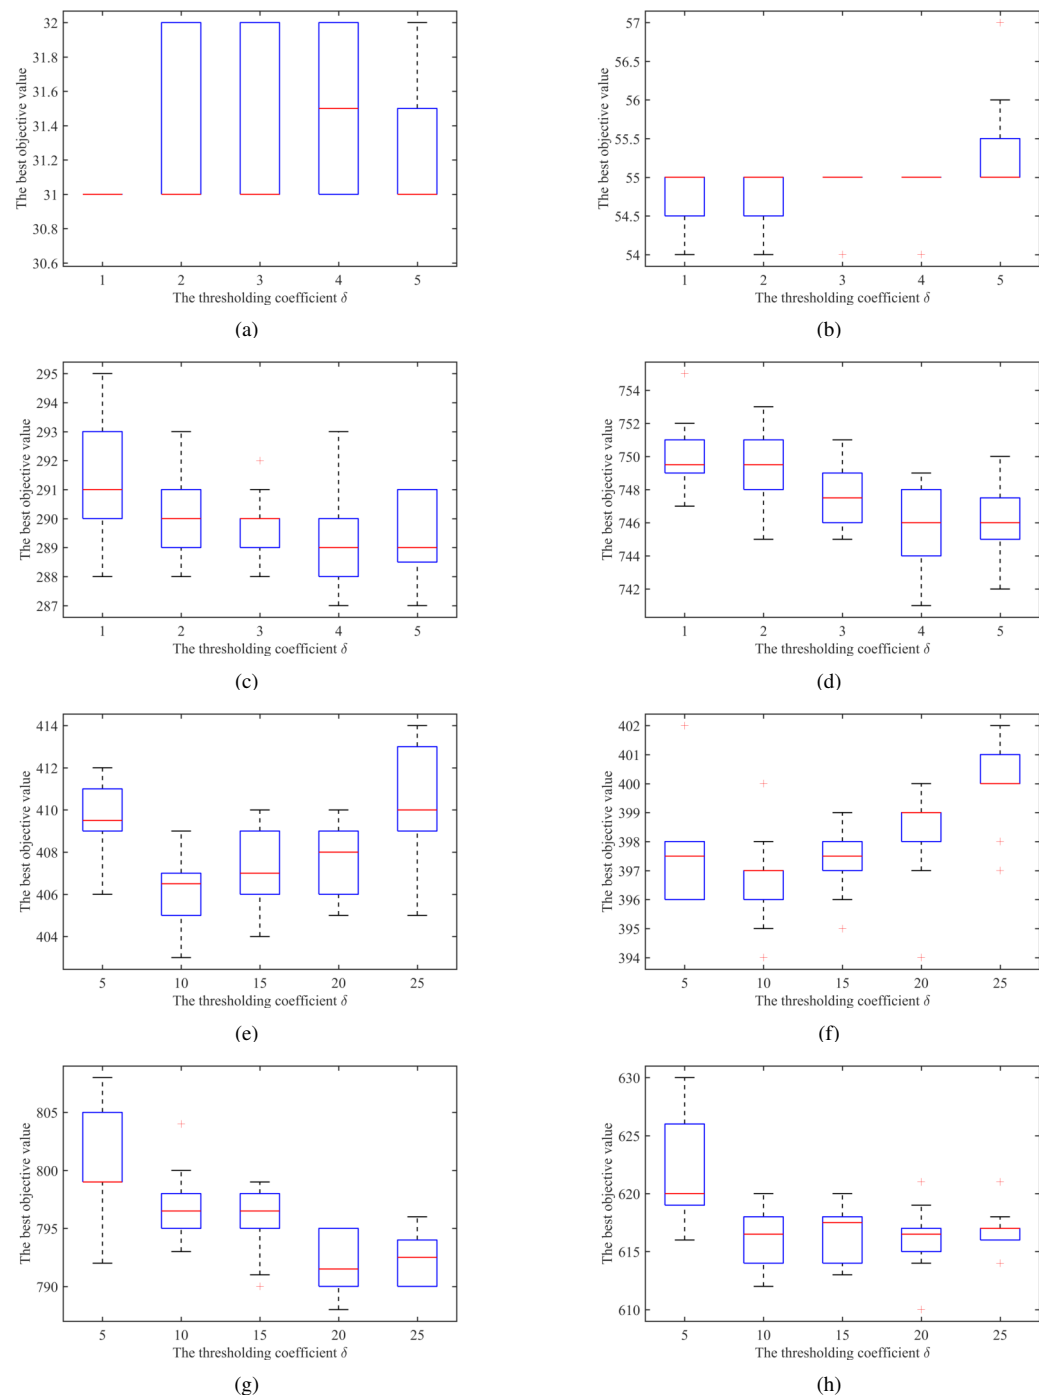 The best objective value
32
31.8
31.6
31.4
31.2
31
30.8
30.6
1 2 3 4 5
The thresholding coefficient δ
(a)
The best objective value
57
56.5
56
55.5
55
54.5
54
1 2 3 4 5
The thresholding coefficient δ
(b)
The best objective value
295
294
293
292
291
290
289
288
287
1 2 3 4 5
The thresholding coefficient δ
(c)
The best objective value
754
752
750
748
746
744
742
1 2 3 4 5
The thresholding coefficient δ
(d)
The best objective value
414
412
410
408
406
404
5 10 15 20 25
The thresholding coefficient δ
(e)
The best objective value
402
401
400
399
398
397
396
395
394
5 10 15 20 25
The thresholding coefficient δ
(f)
The best objective value
805
800
795
790
5 10 15 20 25
The thresholding coefficient δ
(g)
The best objective value
630
625
620
615
610
5 10 15 20 25
The thresholding coefficient δ
(h)